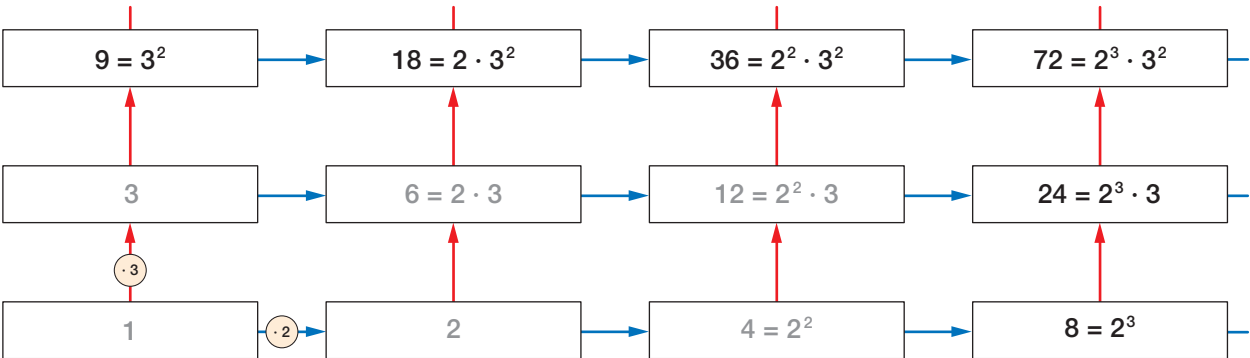 9 = 3² 18 = 2 · 3² 36 = 2² · 3² 72 = 2³ · 3²
3 6 = 2 · 3 12 = 2² · 3 24 = 2³ · 3
· 3
1 · 2 2 4 = 2² 8 = 2³